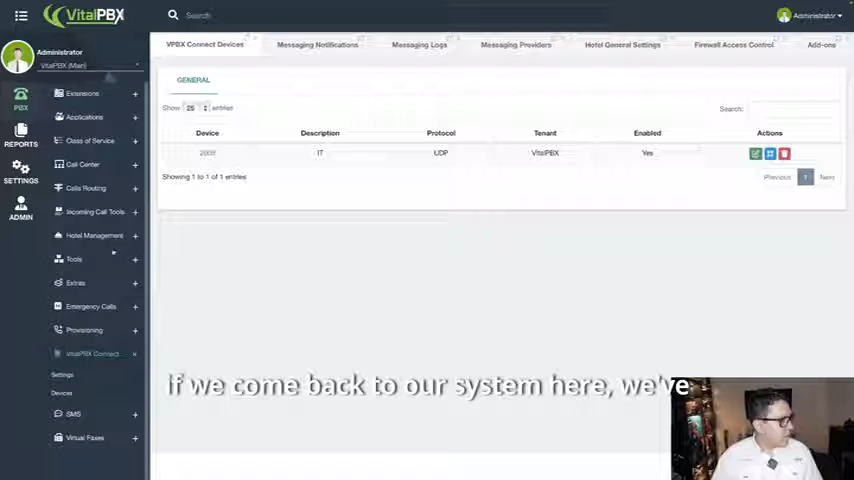 VitalPBX
Search
Administrator
Administrator
VitalPBX (Main)
PBX
REPORTS
SETTINGS
ADMIN
Extensions
Applications
Class of Service
Call Center
Calls Routing
Incoming Call Tools
Hotel Management
Tools
Extras
Emergency Calls
Provisioning
VitalPBX Connect
Settings
Devices
SMS
Virtual Faxes
VPBX Connect Devices Messaging Notifications Messaging Logs Messaging Providers Hotel General Settings Firewall Access Control Add-ons
GENERAL
Show 25 entries
Search:
Device Description Protocol Tenant Enabled Actions
IT UDP VitalPBX Yes
Showing 1 to 1 of 1 entries
Previous 1 Next
if we come back to our system here, we've